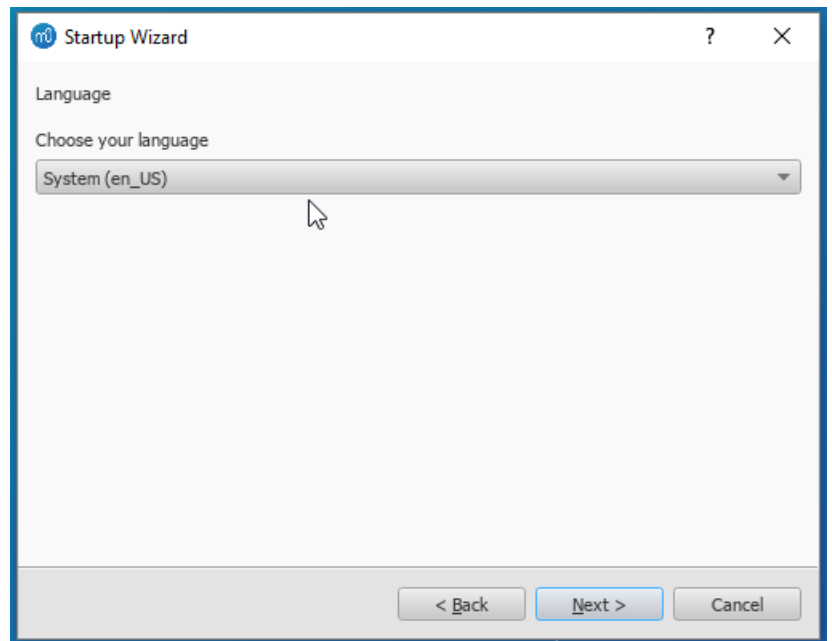 Startup Wizard ?
Language
Choose your language
System (en_US)
< Back Next > Cancel